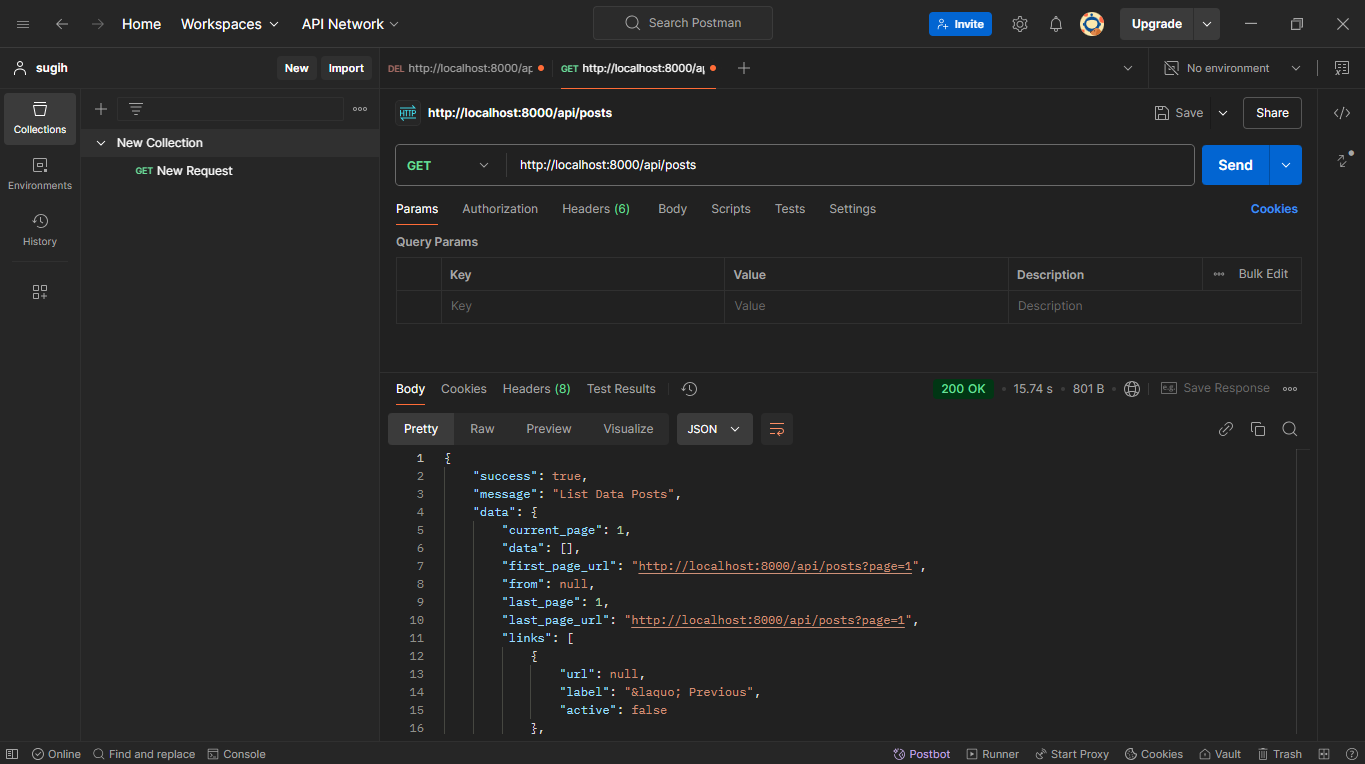 Home Workspaces API Network Search Postman Invite Upgrade
sugih New Import DEL http://localhost:8000/ap GET http://localhost:8000/ap No environment
Collections
New Collection
GET New Request
Environments
History
HTTP http://localhost:8000/api/posts Save Share
GET http://localhost:8000/api/posts Send
Params Authorization Headers (6) Body Scripts Tests Settings Cookies
Query Params
Key Value Description Bulk Edit
Key Value Description
Body Cookies Headers (8) Test Results 200 OK 15.74 s 801 B e.g. Save Response
Pretty Raw Preview Visualize JSON
1 {
2 "success": true,
3 "message": "List Data Posts",
4 "data": {
5 "current_page": 1,
6 "data": [],
7 "first_page_url": "http://localhost:8000/api/posts?page=1",
8 "from": null,
9 "last_page": 1,
10 "last_page_url": "http://localhost:8000/api/posts?page=1",
11 "links": [
12 {
13 "url": null,
14 "label": "&laquo; Previous",
15 "active": false
16 },
Online Find and replace Console Postbot Runner Start Proxy Cookies Vault Trash